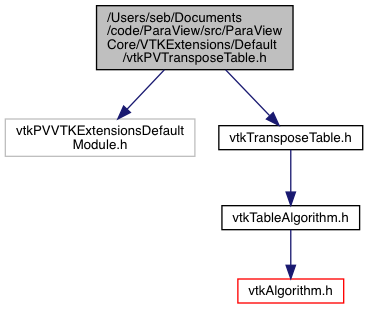 /Users/seb/Documents
/code/ParaView/src/ParaView
Core/VTKExtensions/Default
/vtkPVTransposeTable.h
vtkPVVTKExtensionsDefault
Module.h
vtkTransposeTable.h
vtkTableAlgorithm.h
vtkAlgorithm.h